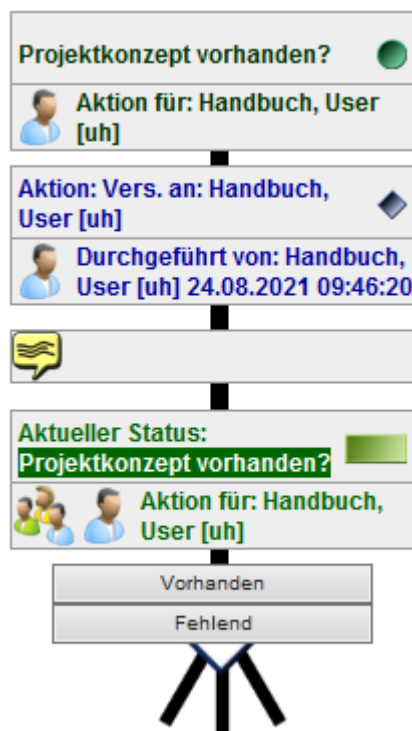 Projektkonzept vorhanden?
Aktion für: Handbuch, User
[uh]
Aktion: Vers. an: Handbuch,
User [uh]
Durchgeführt von: Handbuch,
User [uh] 24.08.2021 09:46:20
Aktueller Status:
Projektkonzept vorhanden?
Aktion für: Handbuch,
User [uh]
Vorhanden
Fehlend